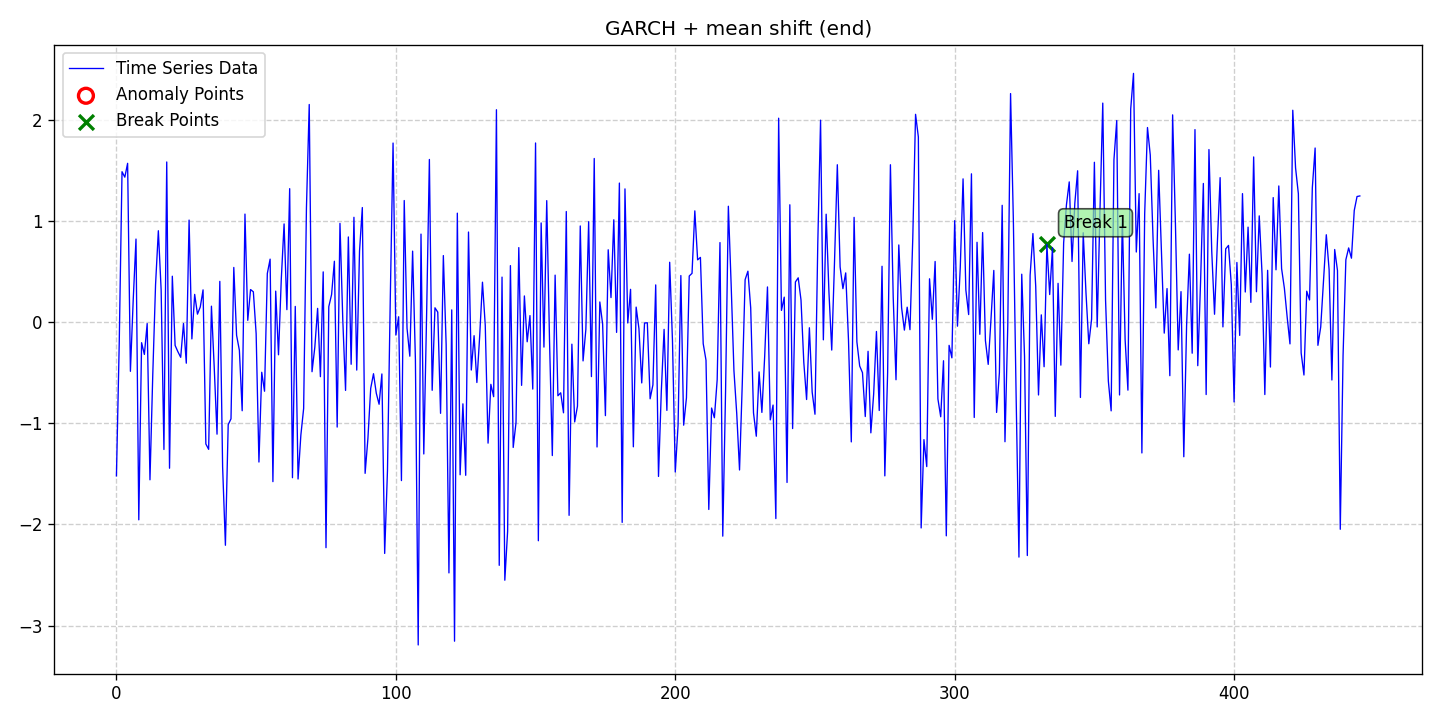 GARCH + mean shift (end)
Time Series Data
Anomaly Points
Break Points
Break 1
2
1
0
−1
−2
−3
0
100
200
300
400